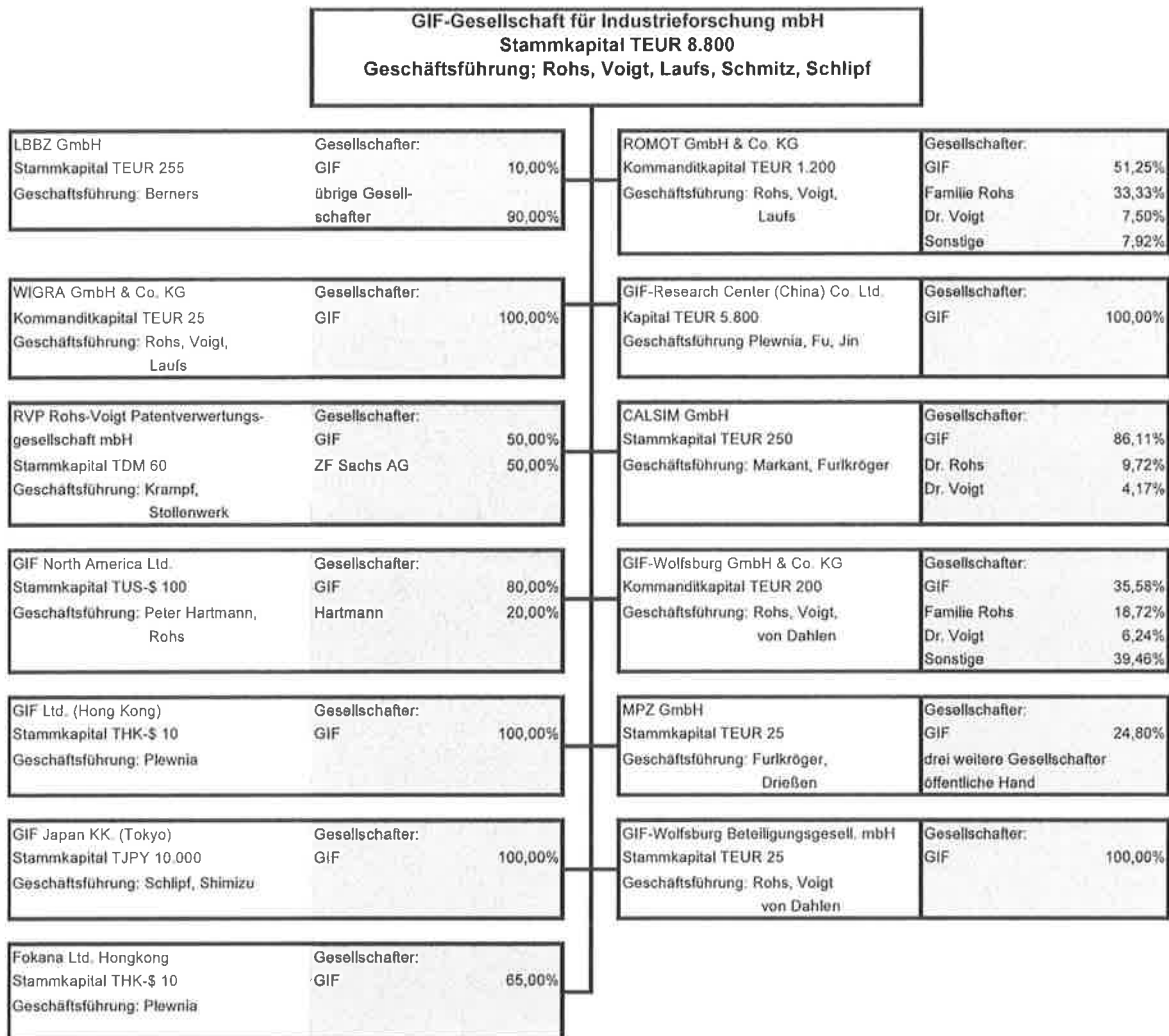 GIF-Gesellschaft für Industrieforschung mbH
Stammkapital TEUR 8.800
Geschäftsführung; Rohs, Voigt, Laufs, Schmitz, Schlipf
LBBZ GmbH
Stammkapital TEUR 255
Geschäftsführung: Berners
Gesellschafter:
GIF 10,00%
übrige Gesell-
schafter 90,00%
ROMOT GmbH & Co. KG
Kommanditkapital TEUR 1.200
Geschäftsführung: Rohs, Voigt,
Laufs
Gesellschafter:
GIF 51,25%
Familie Rohs 33,33%
Dr. Voigt 7,50%
Sonstige 7,92%
WIGRA GmbH & Co. KG
Kommanditkapital TEUR 25
Geschäftsführung: Rohs, Voigt,
Laufs
Gesellschafter:
GIF 100,00%
GIF-Research Center (China) Co. Ltd.
Kapital TEUR 5.800
Geschäftsführung Plewnia, Fu, Jin
Gesellschafter:
GIF 100,00%
RVP Rohs-Voigt Patentverwertungs-
gesellschaft mbH
Stammkapital TDM 60
Geschäftsführung: Krampf,
Stollenwerk
Gesellschafter:
GIF 50,00%
ZF Sachs AG 50,00%
CALSIM GmbH
Stammkapital TEUR 250
Geschäftsführung: Markant, Furlkröger
Gesellschafter:
GIF 86,11%
Dr. Rohs 9,72%
Dr. Voigt 4,17%
GIF North America Ltd.
Stammkapital TUS-$ 100
Geschäftsführung: Peter Hartmann,
Rohs
Gesellschafter:
GIF 80,00%
Hartmann 20,00%
GIF-Wolfsburg GmbH & Co. KG
Kommanditkapital TEUR 200
Geschäftsführung: Rohs, Voigt,
von Dahlen
Gesellschafter:
GIF 35,58%
Familie Rohs 18,72%
Dr. Voigt 6,24%
Sonstige 39,46%
GIF Ltd. (Hong Kong)
Stammkapital THK-$ 10
Geschäftsführung: Plewnia
Gesellschafter:
GIF 100,00%
MPZ GmbH
Stammkapital TEUR 25
Geschäftsführung: Furlkröger,
Drießen
Gesellschafter:
GIF 24,80%
drei weitere Gesellschafter
öffentliche Hand
GIF Japan KK. (Tokyo)
Stammkapital TJPY 10.000
Geschäftsführung: Schlipf, Shimizu
Gesellschafter:
GIF 100,00%
GIF-Wolfsburg Beteiligungsgesell. mbH
Stammkapital TEUR 25
Geschäftsführung: Rohs, Voigt
von Dahlen
Gesellschafter:
GIF 100,00%
Fokana Ltd. Hongkong
Stammkapital THK-$ 10
Geschäftsführung: Plewnia
Gesellschafter:
GIF 65,00%